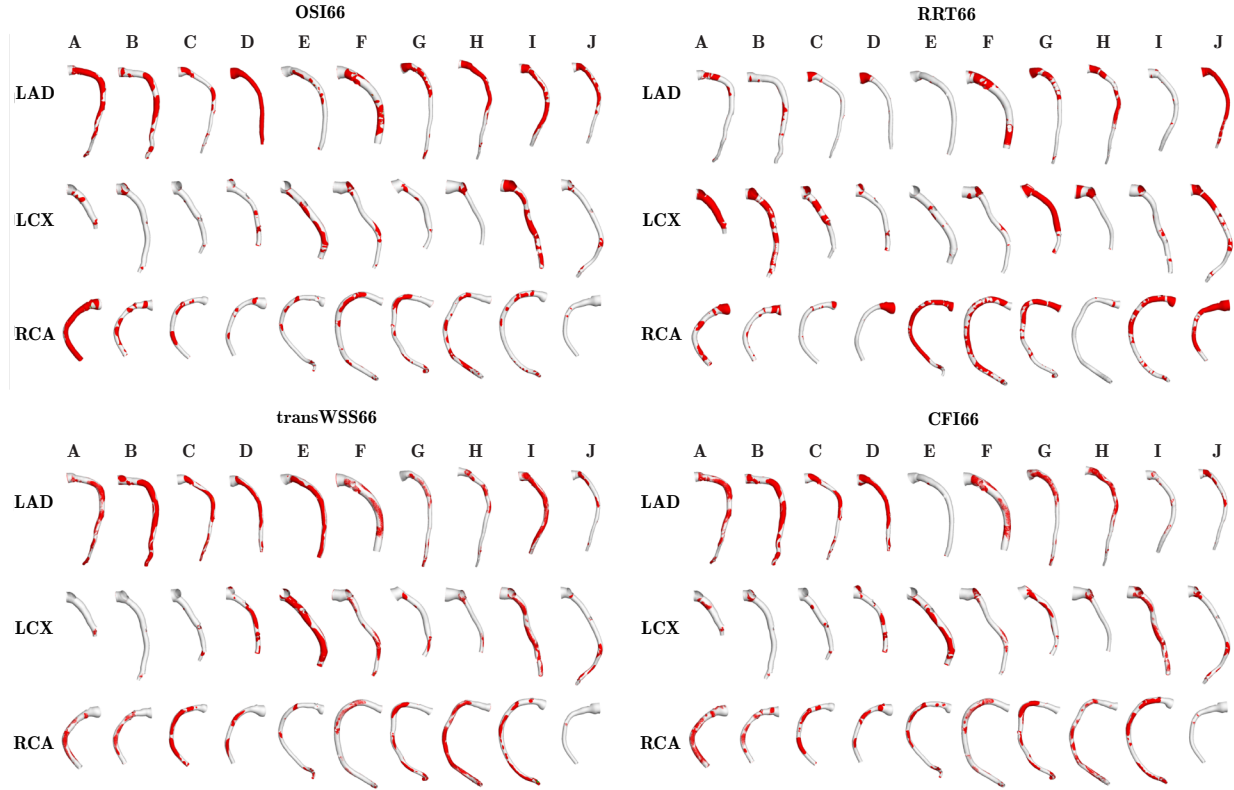 OSI66
A B C D E F G H I J
LAD
LCX
RCA
RRT66
A B C D E F G H I J
LAD
LCX
RCA
transWSS66
A B C D E F G H I J
LAD
LCX
RCA
CFI66
A B C D E F G H I J
LAD
LCX
RCA